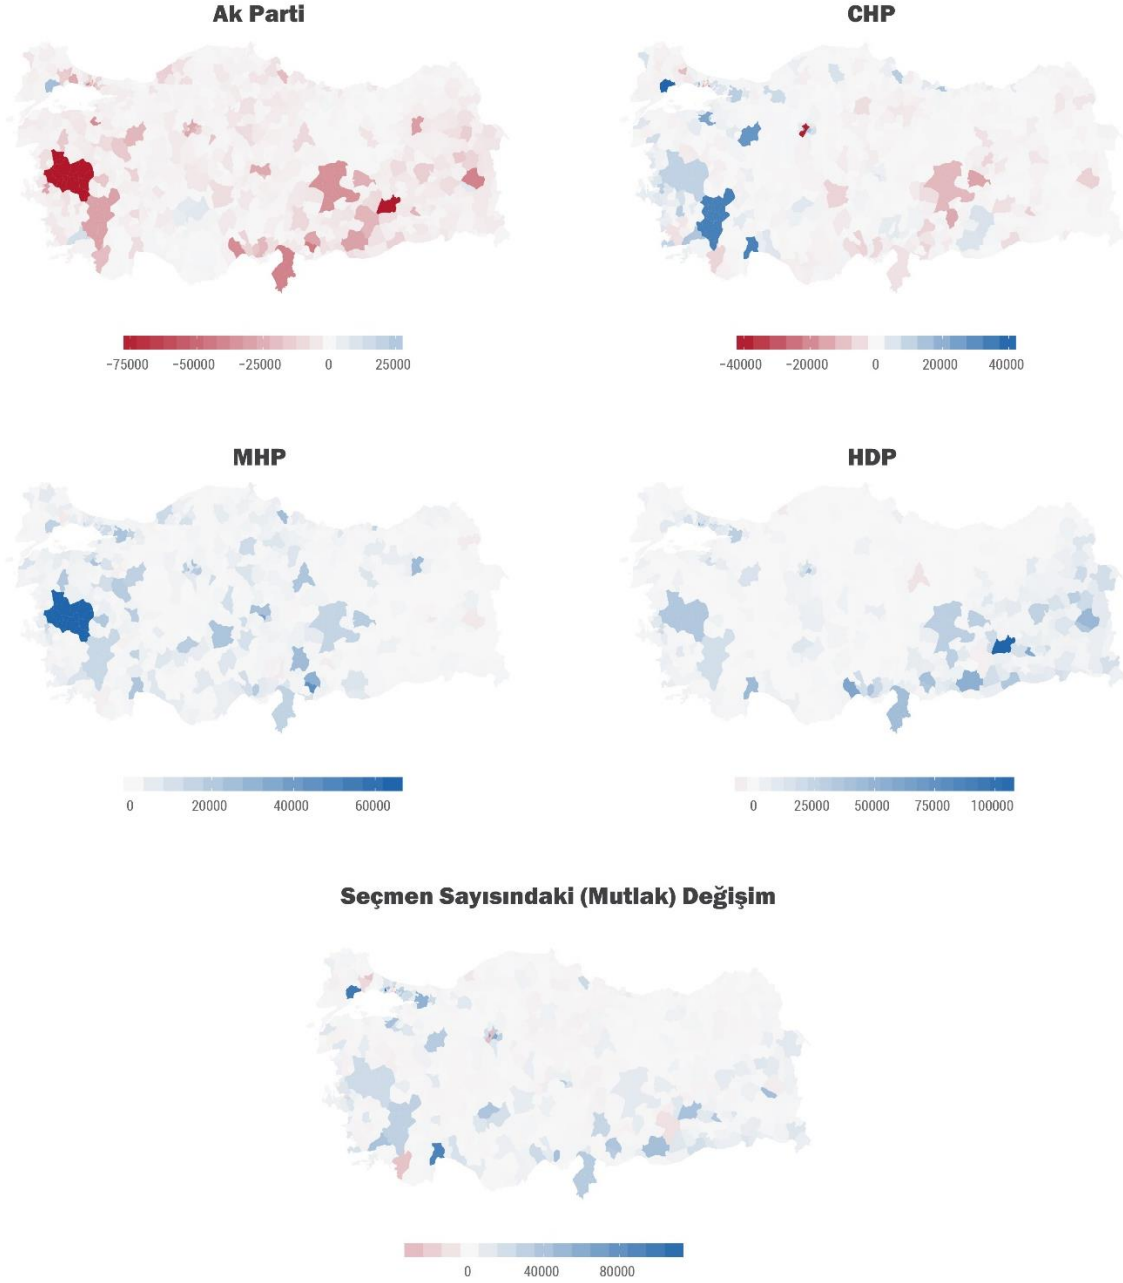 Ak Parti
CHP
−75000 −50000 −25000 0 25000
−40000 −20000 0 20000 40000
MHP
HDP
0 20000 40000 60000
0 25000 50000 75000 100000
Seçmen Sayısındaki (Mutlak) Değişim
0 40000 80000